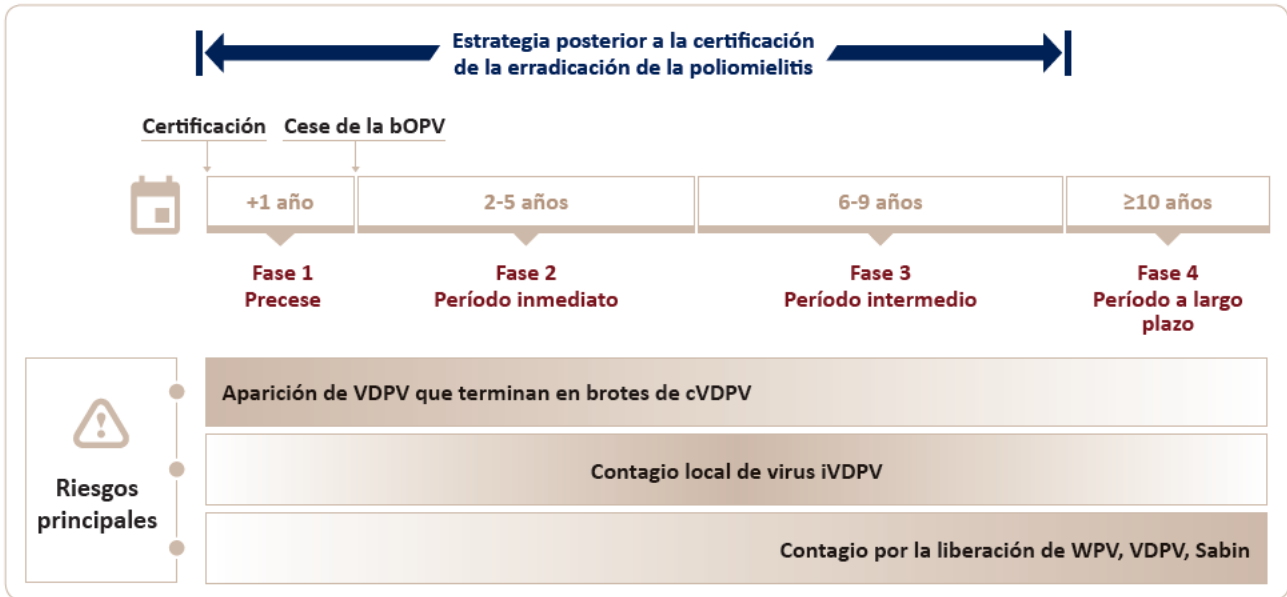 Estrategia posterior a la certificación
de la erradicación de la poliomielitis
Certificación
Cese de la bOPV
+1 año
2-5 años
6-9 años
≥10 años
Fase 1
Precese
Fase 2
Período inmediato
Fase 3
Período intermedio
Fase 4
Período a largo
plazo
Riesgos
principales
Aparición de VDPV que terminan en brotes de cVDPV
Contagio local de virus iVDPV
Contagio por la liberación de WPV, VDPV, Sabin